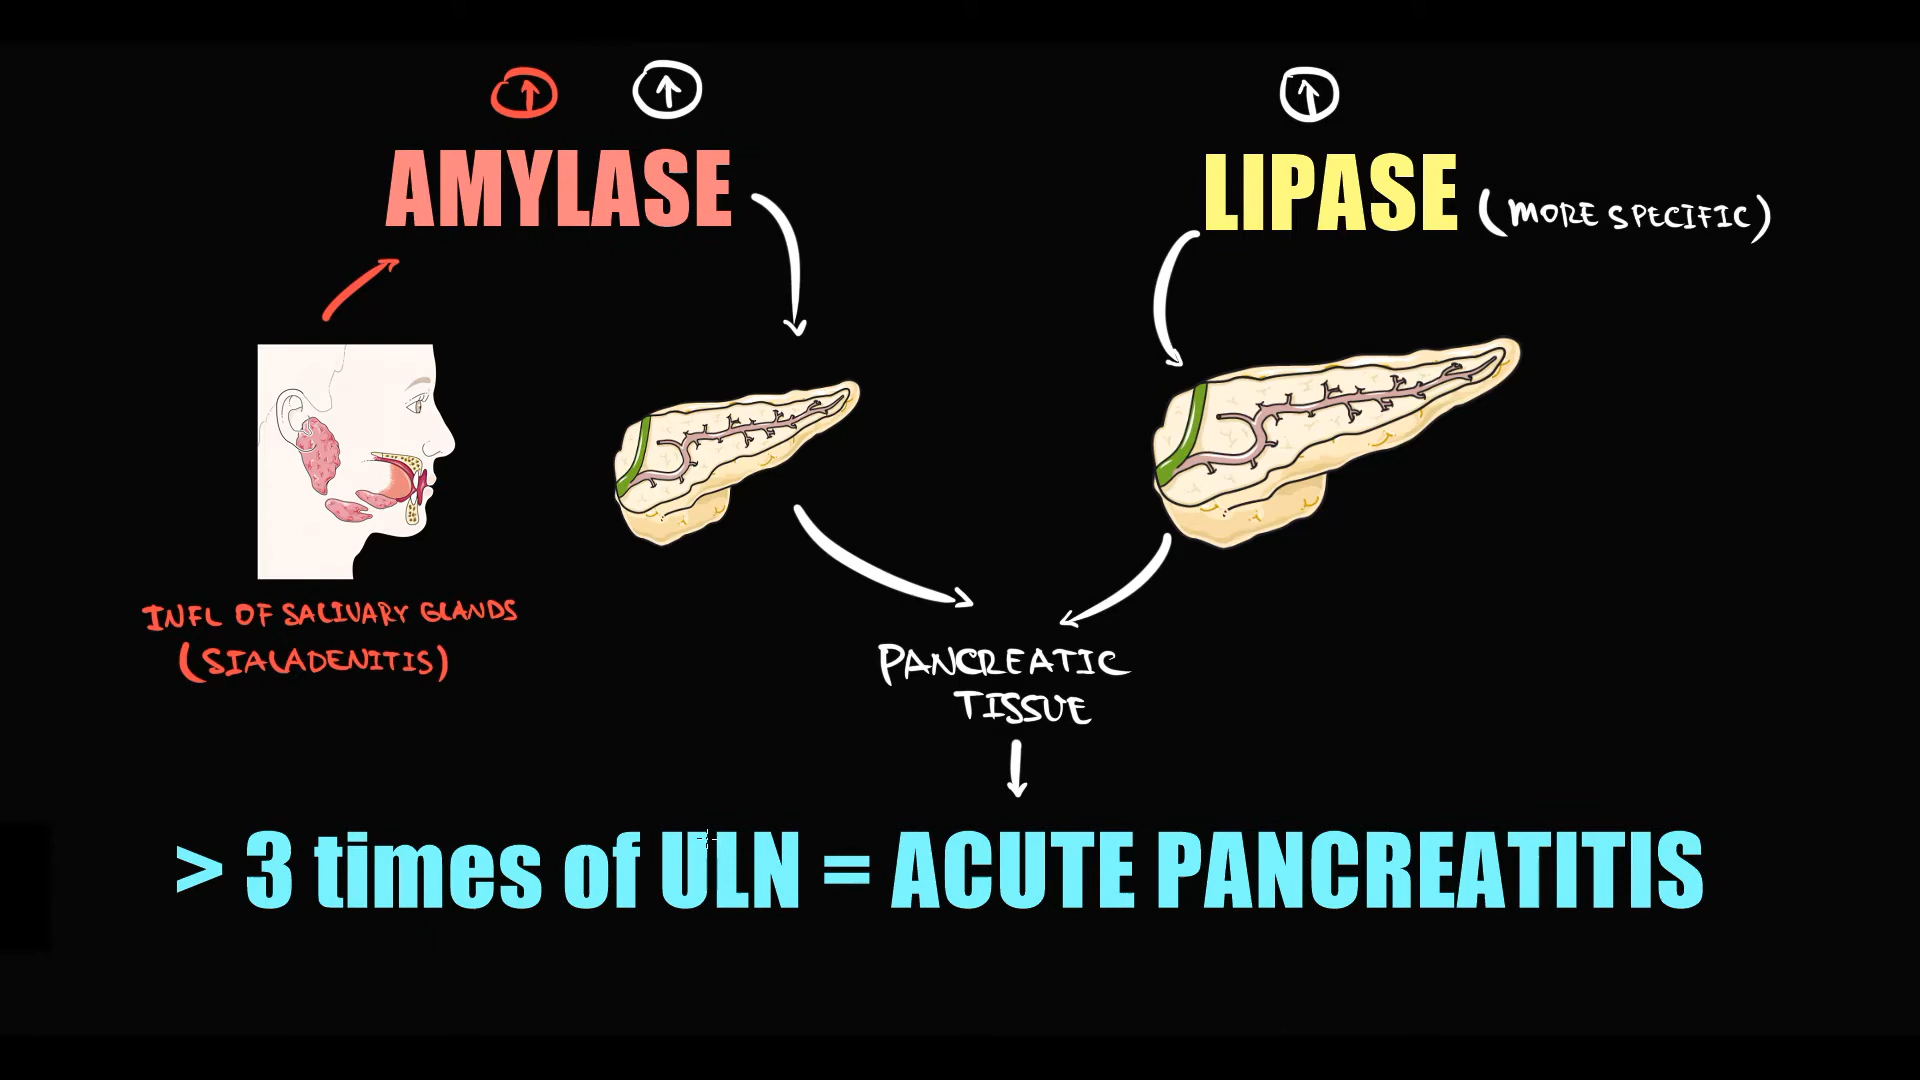 AMYLASE
LIPASE (MORE SPECIFIC)
INFL OF SALIVARY GLANDS
(SIALADENITIS)
PANCREATIC
TISSUE
> 3 times of ULN = ACUTE PANCREATITIS